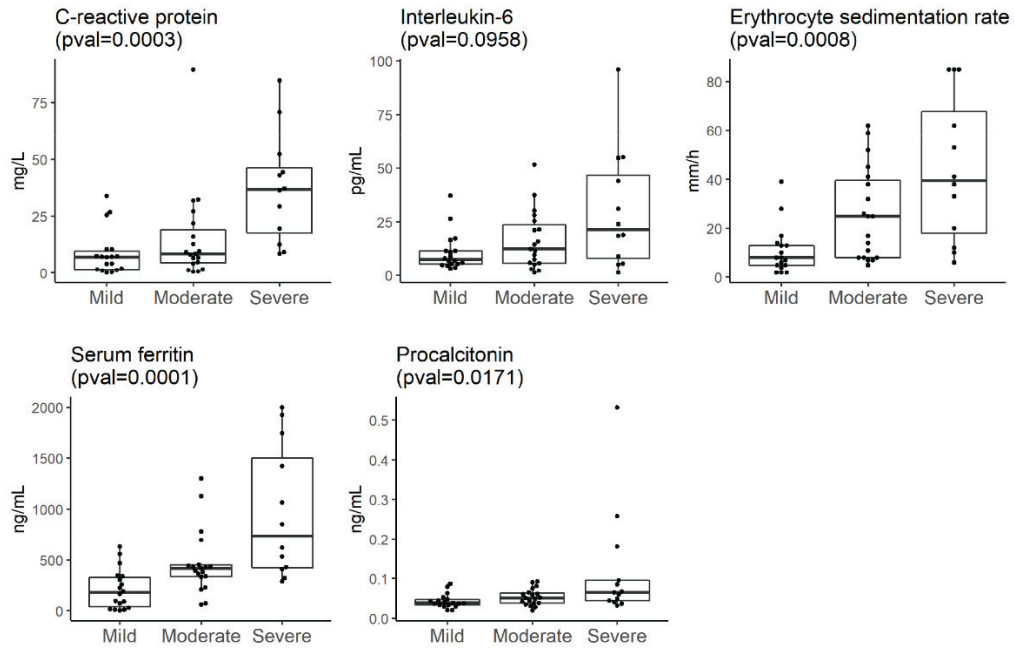 C-reactive protein
(pval=0.0003)
mg/L
75
50
25
0
Mild Moderate Severe
Interleukin-6
(pval=0.0958)
pg/mL
100
75
50
25
0
Mild Moderate Severe
Erythrocyte sedimentation rate
(pval=0.0008)
mm/h
80
60
40
20
0
Mild Moderate Severe
Serum ferritin
(pval=0.0001)
ng/mL
2000
1500
1000
500
0
Mild Moderate Severe
Procalcitonin
(pval=0.0171)
ng/mL
0.5
0.4
0.3
0.2
0.1
0.0
Mild Moderate Severe